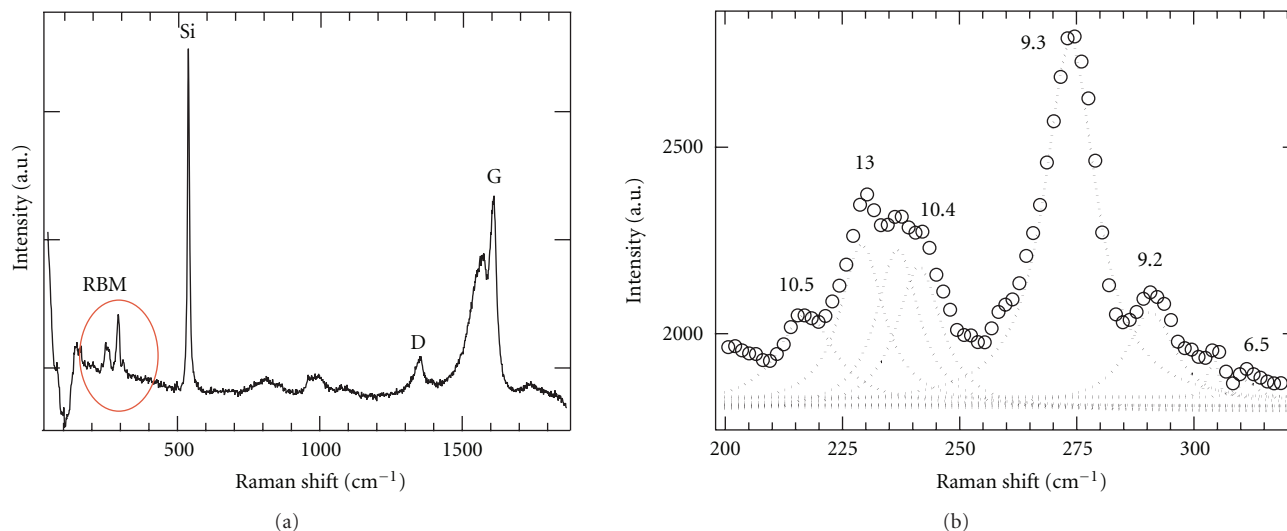 Si
G
RBM
D
Intensity (a.u.)
500 1000 1500
Raman shift (cm−1)
(a)
9.3
13
10.4
10.5
9.2
6.5
2500
2000
Intensity (a.u.)
200 225 250 275 300
Raman shift (cm−1)
(b)